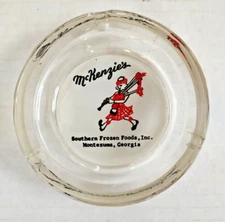 McKenzie's
Southern Frozen Foods, Inc.
Montezuma, Georgia